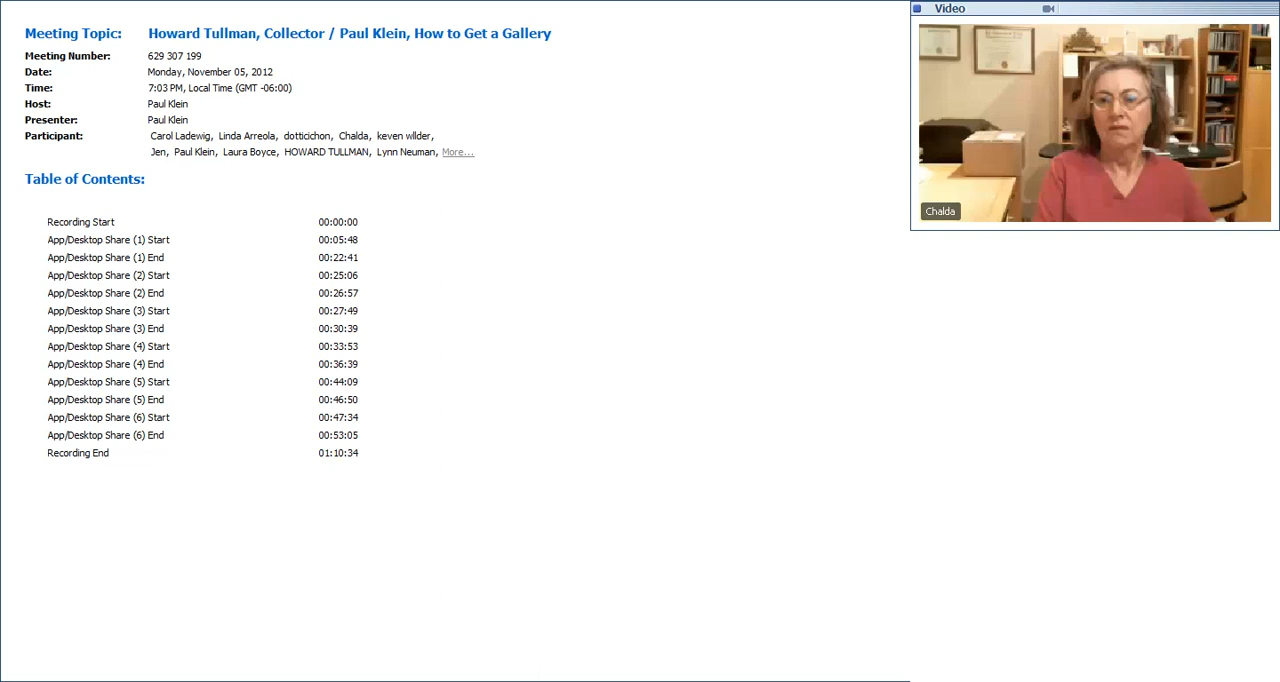 Meeting Topic: Howard Tullman, Collector / Paul Klein, How to Get a Gallery
Meeting Number: 629 307 199
Date: Monday, November 05, 2012
Time: 7:03 PM, Local Time (GMT -06:00)
Host: Paul Klein
Presenter: Paul Klein
Participant: Carol Ladewig, Linda Arreola, dotticichon, Chalda, keven wllder,
Jen, Paul Klein, Laura Boyce, HOWARD TULLMAN, Lynn Neuman, More...
Table of Contents:
Recording Start 00:00:00
App/Desktop Share (1) Start 00:05:48
App/Desktop Share (1) End 00:22:41
App/Desktop Share (2) Start 00:25:06
App/Desktop Share (2) End 00:26:57
App/Desktop Share (3) Start 00:27:49
App/Desktop Share (3) End 00:30:39
App/Desktop Share (4) Start 00:33:53
App/Desktop Share (4) End 00:36:39
App/Desktop Share (5) Start 00:44:09
App/Desktop Share (5) End 00:46:50
App/Desktop Share (6) Start 00:47:34
App/Desktop Share (6) End 00:53:05
Recording End 01:10:34
Video
Chalda